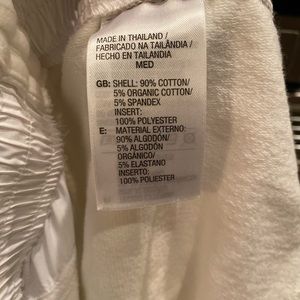 MADE IN THAILAND /
FABRICADO NA TAILÂNDIA /
HECHO EN TAILANDIA
MED
GB: SHELL: 90% COTTON/
5% ORGANIC COTTON/
5% SPANDEX
INSERT:
100% POLYESTER
E: MATERIAL EXTERNO:
90% ALGODÓN/
5% ALGODÓN
ORGÁNICO/
5% ELASTANO
INSERTO:
100% POLIESTER